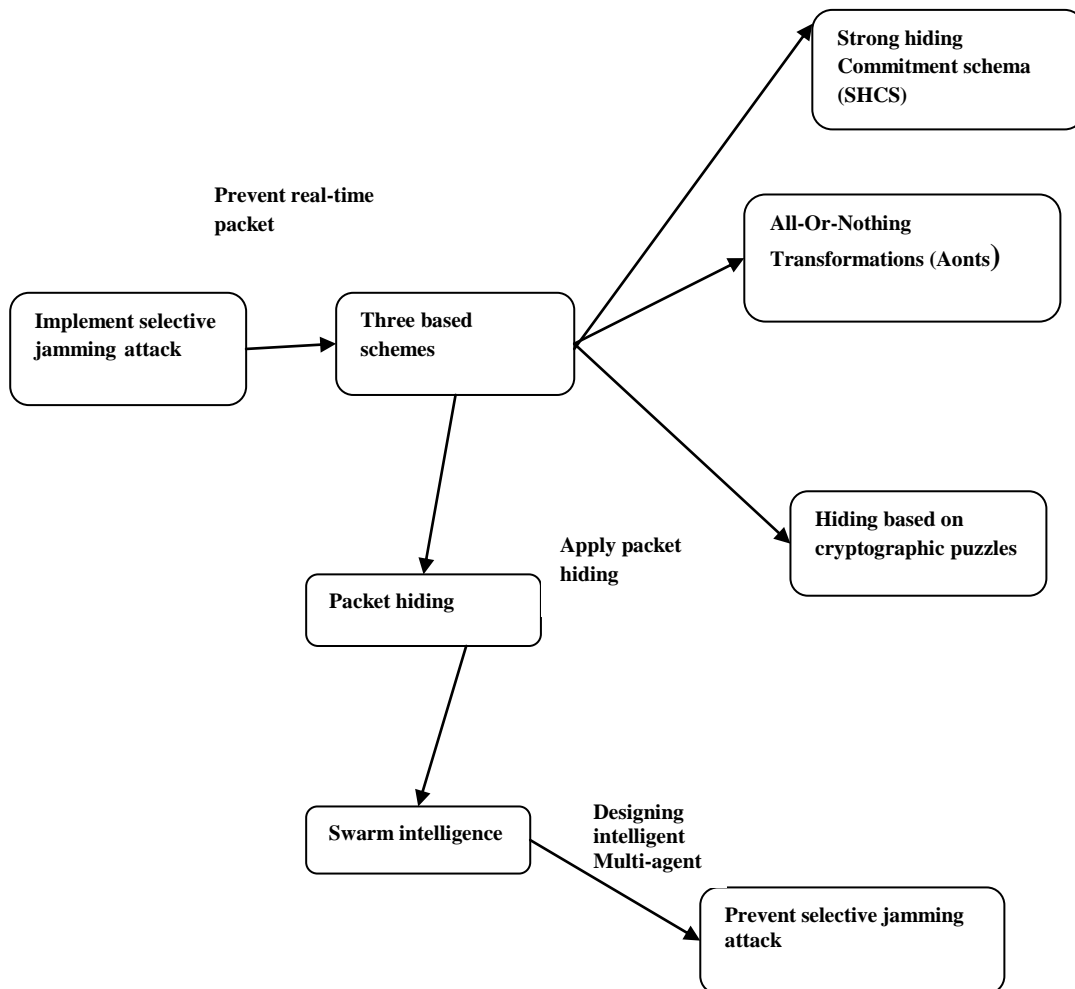 Strong hiding
Commitment schema
(SHCS)
Prevent real-time
packet
All-Or-Nothing
Transformations (Aonts)
Implement selective
jamming attack
Three based
schemes
Hiding based on
cryptographic puzzles
Apply packet
hiding
Packet hiding
Swarm intelligence
Designing
intelligent
Multi-agent
Prevent selective jamming
attack